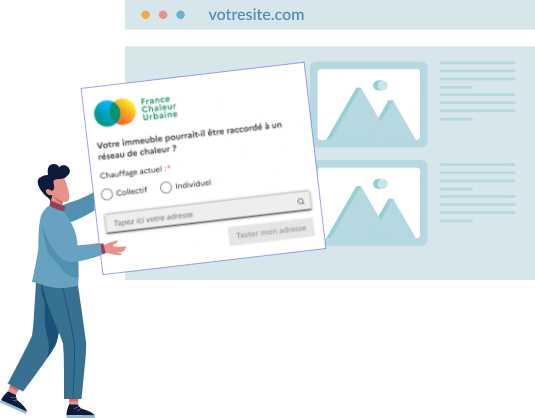 votresite.com
France
Chaleur
Urbaine
Votre immeuble pourrait-il être raccordé à un
réseau de chaleur ?
Chauffage actuel :*
Collectif
Individuel
Tapez ici votre adresse
Tester mon adresse